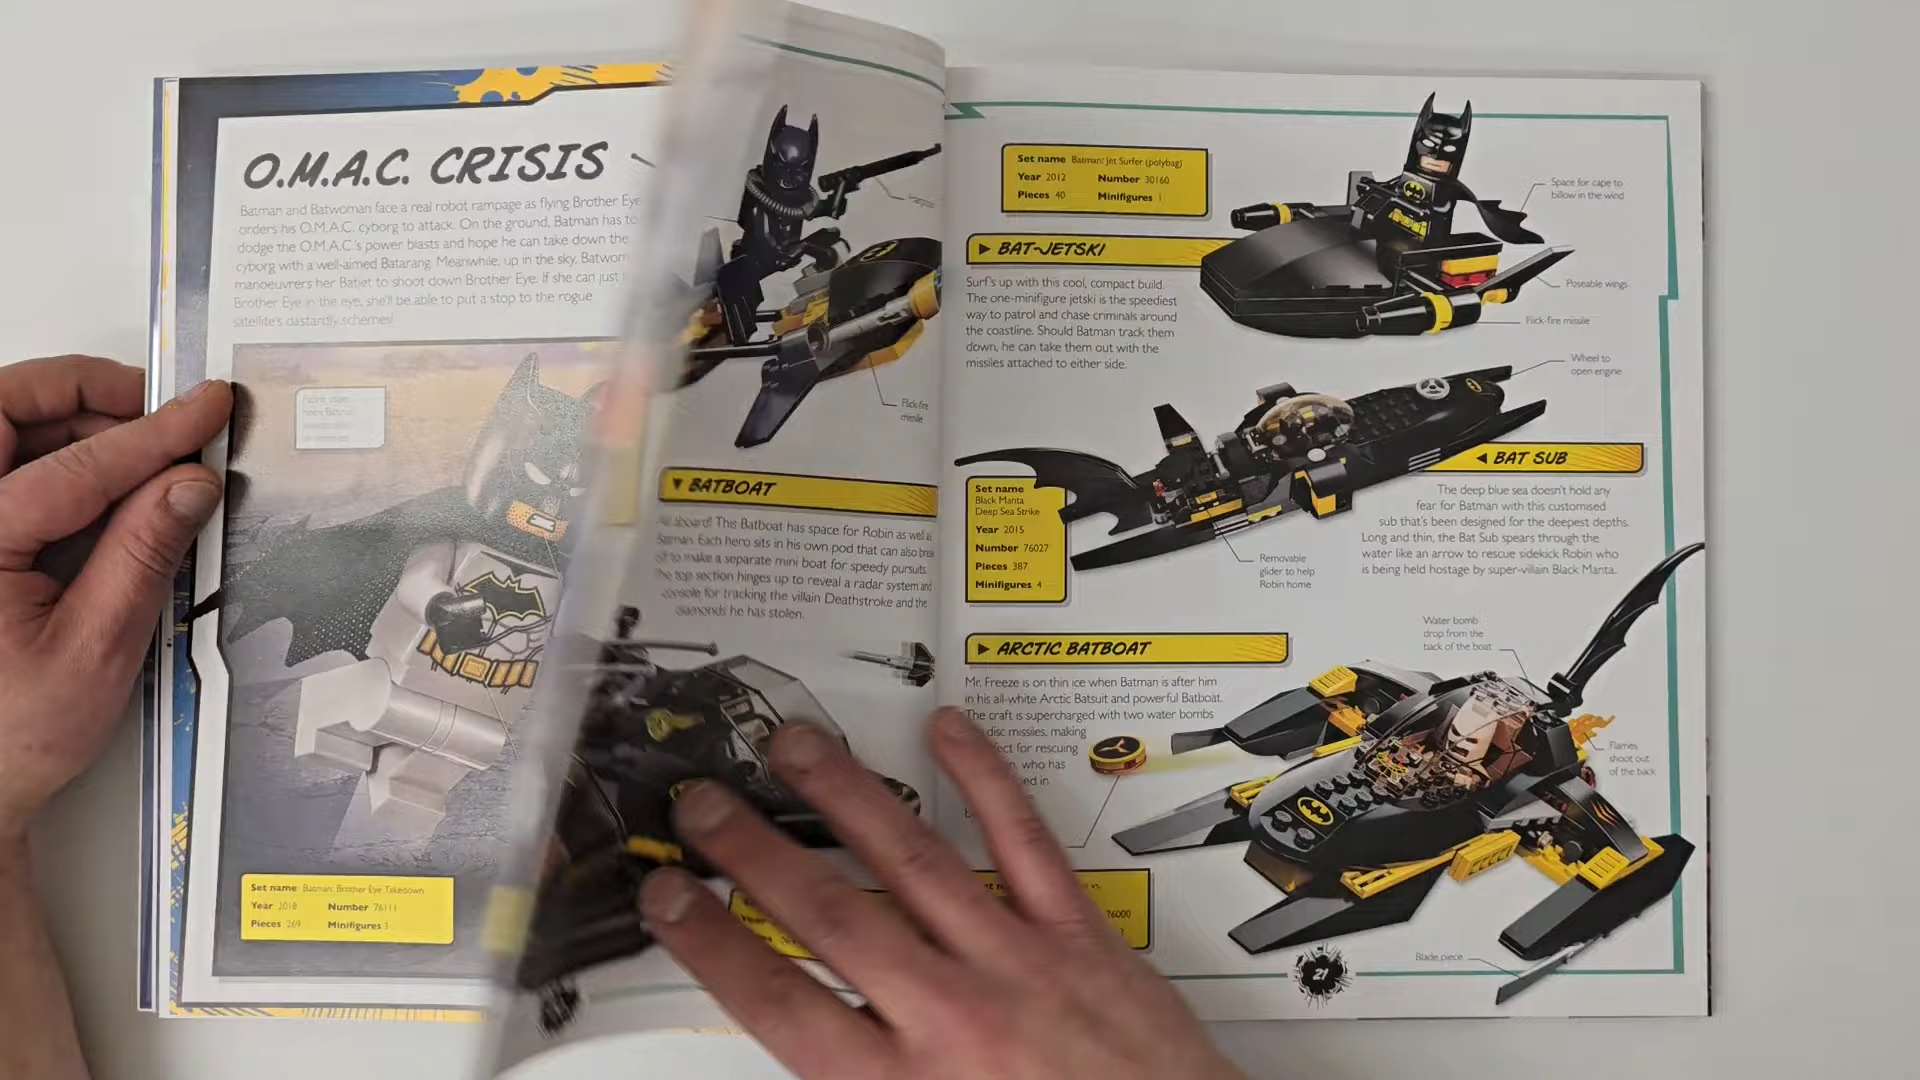 O.M.A.C. CRISIS
Batman and Batwoman face a real robot rampage as flying Brother Eye
orders his O.M.A.C. cyborg to attack. On the ground, Batman has to
dodge the O.M.A.C.'s power blasts and hope he can take down the
cyborg with a well-aimed Batarang. Meanwhile, up in the sky, Batwom
manoeuvrers her Batjet to shoot down Brother Eye. If she can just
Brother Eye in the eye, she'll be able to put a stop to the rogue
satellite's dastardly schemes!
Set name Batman: Brother Eye Takedown
Year 2018 Number 76111
Pieces 269 Minifigures 3
Flick-fire
missile
▼ BATBOAT
All aboard! This Batboat has space for Robin as well as
Batman. Each hero sits in his own pod that can also break
off to make a separate mini boat for speedy pursuits.
The top section hinges up to reveal a radar system and
console for tracking the villain Deathstroke and the
diamonds he has stolen.
Set name Batman: Jet Surfer (polybag)
Year 2012 Number 30160
Pieces 40 Minifigures 1
► BAT-JETSKI
Surf's up with this cool, compact build.
The one-minifigure jetski is the speediest
way to patrol and chase criminals around
the coastline. Should Batman track them
down, he can take them out with the
missiles attached to either side.
Space for cape to
billow in the wind
Poseable wings
Flick-fire missile
Wheel to
open engine
◄ BAT SUB
The deep blue sea doesn't hold any
fear for Batman with this customised
sub that's been designed for the deepest depths.
Long and thin, the Bat Sub spears through the
water like an arrow to rescue sidekick Robin who
is being held hostage by super-villain Black Manta.
Set name
Black Manta
Deep Sea Strike
Year 2015
Number 76027
Pieces 387
Minifigures 4
Removable
glider to help
Robin home
► ARCTIC BATBOAT
Mr. Freeze is on thin ice when Batman is after him
in his all-white Arctic Batsuit and powerful Batboat.
The craft is supercharged with two water bombs
disc missiles, making
fect for rescuing
who has
ed in
Water bomb
drop from the
back of the boat
Flames
shoot out
of the back
vs.
76000
3
Blade piece
21